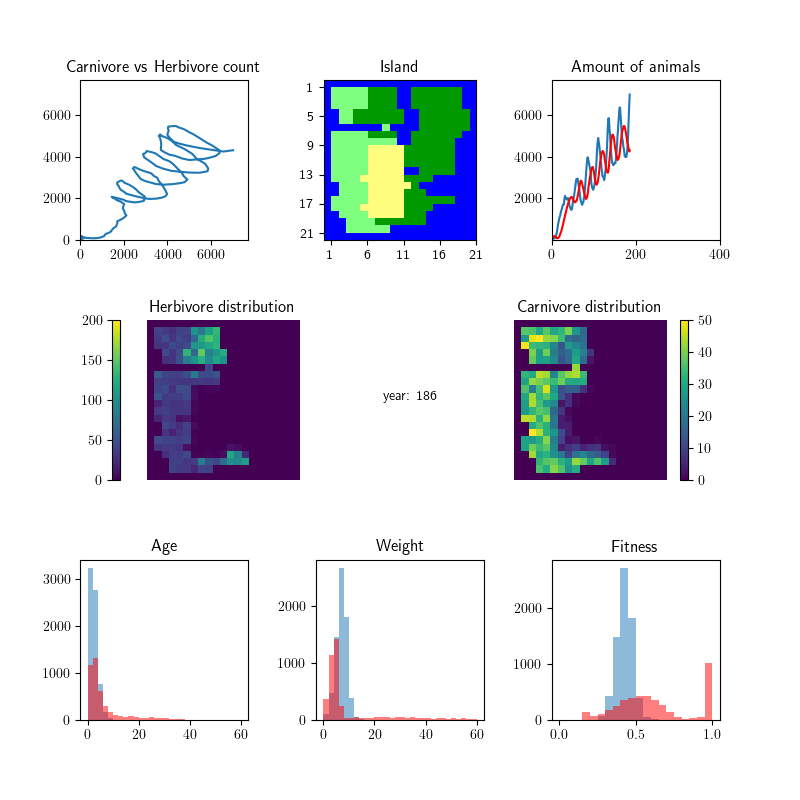 Carnivore vs Herbivore count
Island
Amount of animals
6000
4000
2000
0
0 2000 4000 6000
1
5
9
13
17
21
1 6 11 16 21
6000
4000
2000
0 200 400
Herbivore distribution
Carnivore distribution
200
150
100
50
0
year: 186
50
40
30
20
10
0
Age
Weight
Fitness
3000
2000
1000
0
0 20 40 60
2000
1000
0
0 20 40 60
2000
1000
0
0.0 0.5 1.0